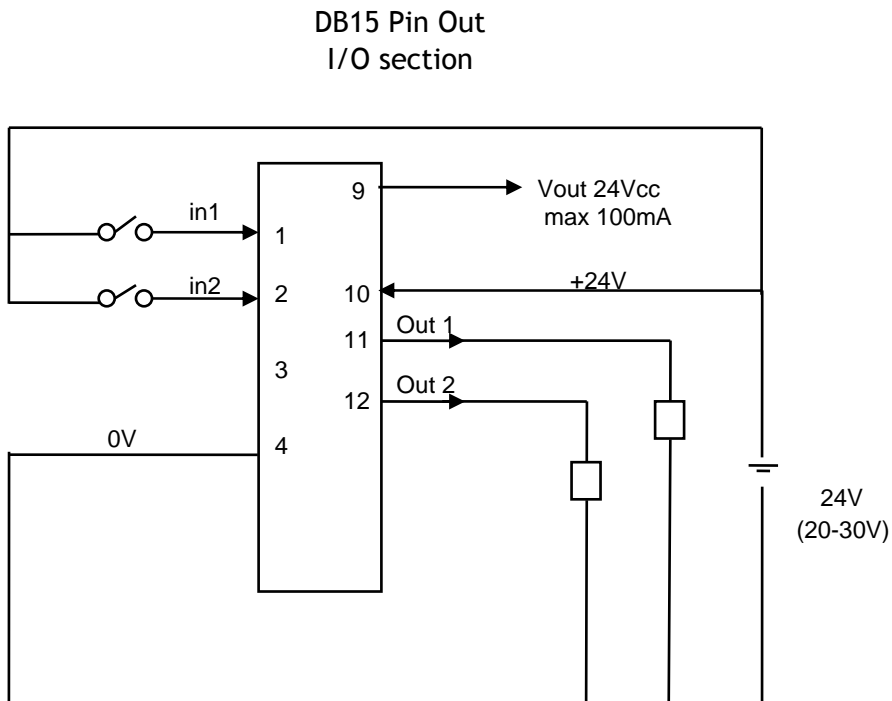 DB15 Pin Out
I/O section
9
Vout 24Vcc
max 100mA
in1
1
in2
2
10
+24V
11
Out 1
3
12
Out 2
0V
4
24V
(20-30V)